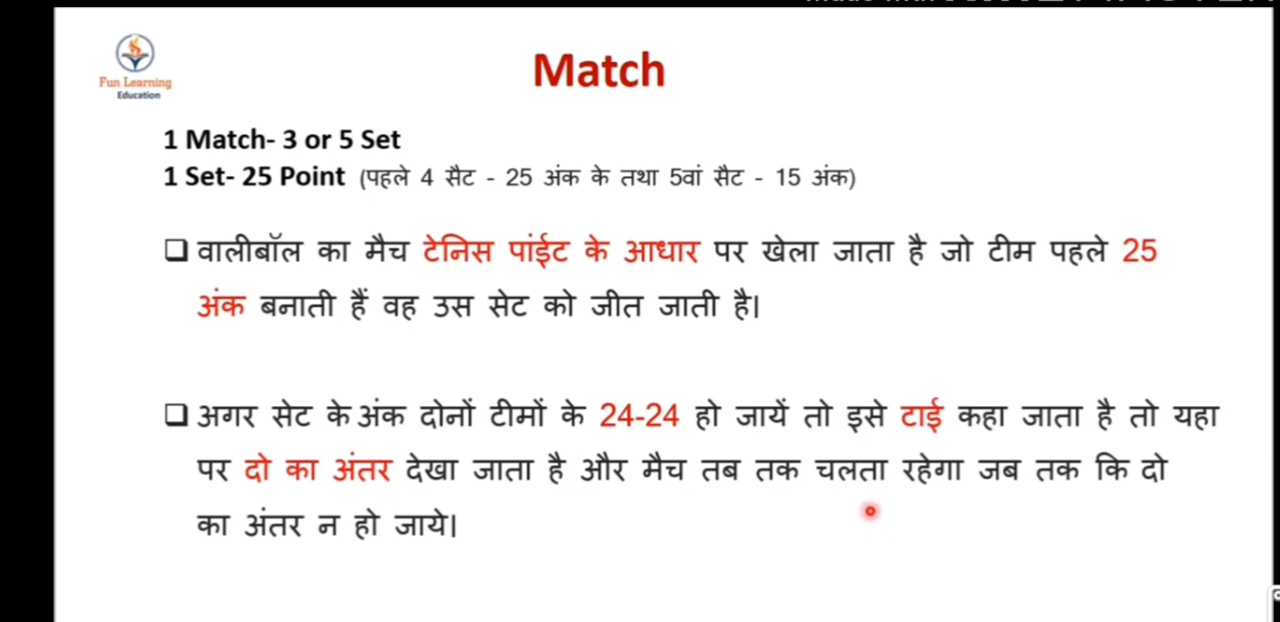 Fun Learning
Education
Match
1 Match- 3 or 5 Set
1 Set- 25 Point (पहले 4 सैट - 25 अंक के तथा 5वां सैट - 15 अंक)
❑ वालीबॉल का मैच टेनिस पांईट के आधार पर खेला जाता है जो टीम पहले 25
अंक बनाती हैं वह उस सेट को जीत जाती है।
❑ अगर सेट के अंक दोनों टीमों के 24-24 हो जायें तो इसे टाई कहा जाता है तो यहा
पर दो का अंतर देखा जाता है और मैच तब तक चलता रहेगा जब तक कि दो
का अंतर न हो जाये।